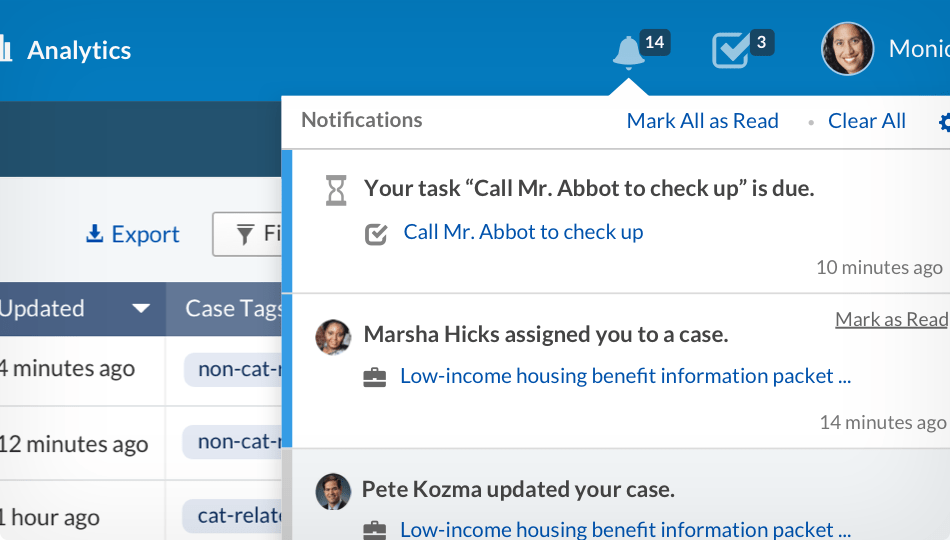 Analytics
14
3
Monic
Notifications
Mark All as Read
• Clear All
Export
Fi
Updated
Case Tags
4 minutes ago
non-cat-r
12 minutes ago
non-cat-r
1 hour ago
cat-relate
Your task “Call Mr. Abbot to check up” is due.
Call Mr. Abbot to check up
10 minutes ago
Mark as Read
Marsha Hicks assigned you to a case.
Low-income housing benefit information packet ...
14 minutes ago
Pete Kozma updated your case.
Low-income housing benefit information packet ...